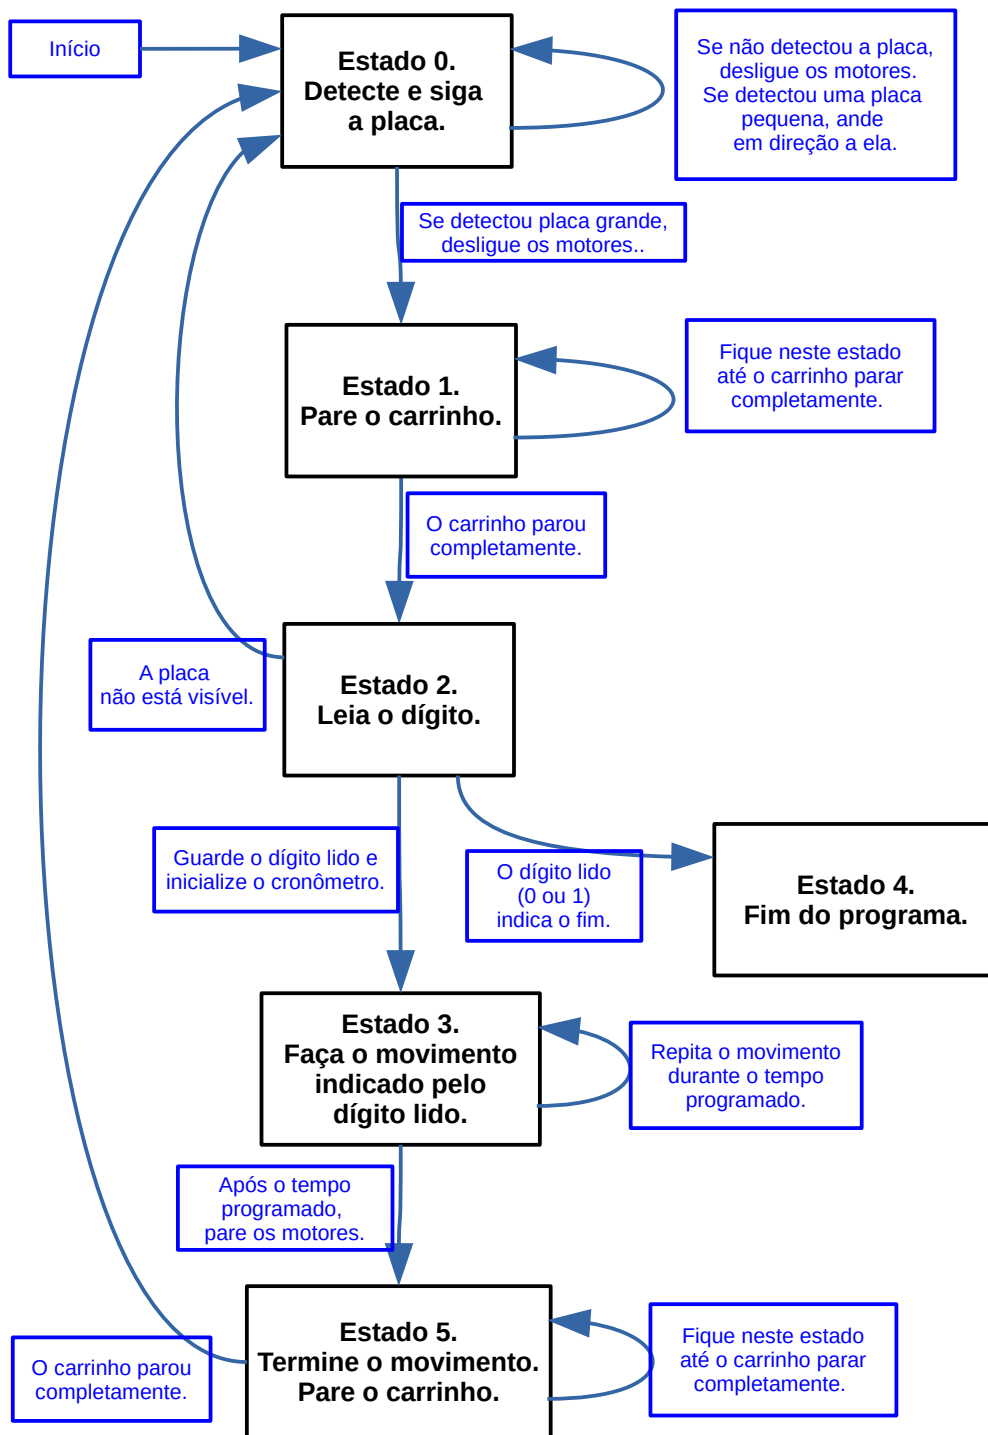 Início
Estado 0.
Detecte e siga
a placa.
Se não detectou a placa,
desligue os motores.
Se detectou uma placa
pequena, ande
em direção a ela.
Se detectou placa grande,
desligue os motores..
Estado 1.
Pare o carrinho.
Fique neste estado
até o carrinho parar
completamente.
O carrinho parou
completamente.
A placa
não está visível.
Estado 2.
Leia o dígito.
Guarde o dígito lido e
inicialize o cronômetro.
O dígito lido
(0 ou 1)
indica o fim.
Estado 4.
Fim do programa.
Estado 3.
Faça o movimento
indicado pelo
dígito lido.
Repita o movimento
durante o tempo
programado.
Após o tempo
programado,
pare os motores.
Estado 5.
Termine o movimento.
Pare o carrinho.
Fique neste estado
até o carrinho parar
completamente.
O carrinho parou
completamente.